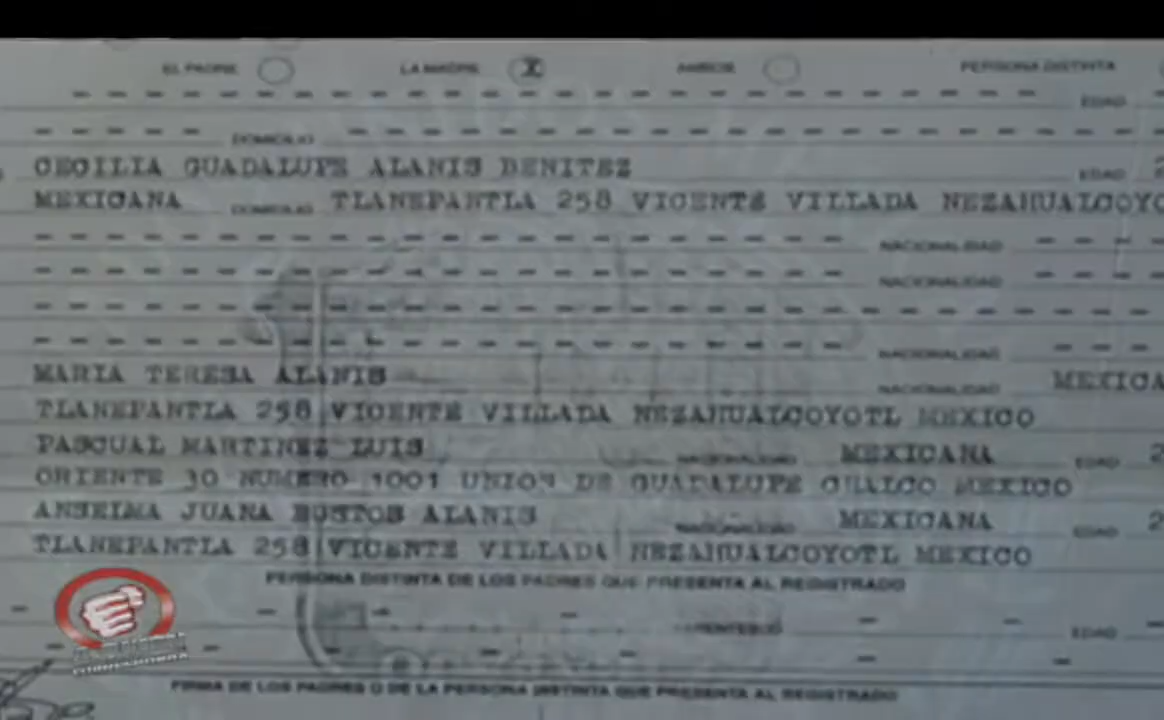 EL PADRE LA MADRE X AMBOS PERSONA DISTINTA
EDAD
DOMICILIO
CECILIA GUADALUPE ALANIS BENITEZ EDAD 2
MEXICANA DOMICILIO TLANEPANTLA 258 VICENTE VILLADA NEZAHUALCOYO
NACIONALIDAD
NACIONALIDAD
NACIONALIDAD
MARIA TERESA ALANIS NACIONALIDAD MEXICA
TLANEPANTLA 258 VICENTE VILLADA NEZAHUALCOYOTL MEXICO
PASCUAL MARTINEZ LUIS NACIONALIDAD MEXICANA EDAD 2
ORIENTE 30 NUMERO 1001 UNION DE GUADALUPE CHALCO MEXICO
ANSELMA JUANA BUSTOS ALANIS NACIONALIDAD MEXICANA EDAD 2
TLANEPANTLA 258 VICENTE VILLADA NEZAHUALCOYOTL MEXICO
PERSONA DISTINTA DE LOS PADRES QUE PRESENTA AL REGISTRADO
EDAD
FIRMA DE LOS PADRES O DE LA PERSONA DISTINTA QUE PRESENTA AL REGISTRADO